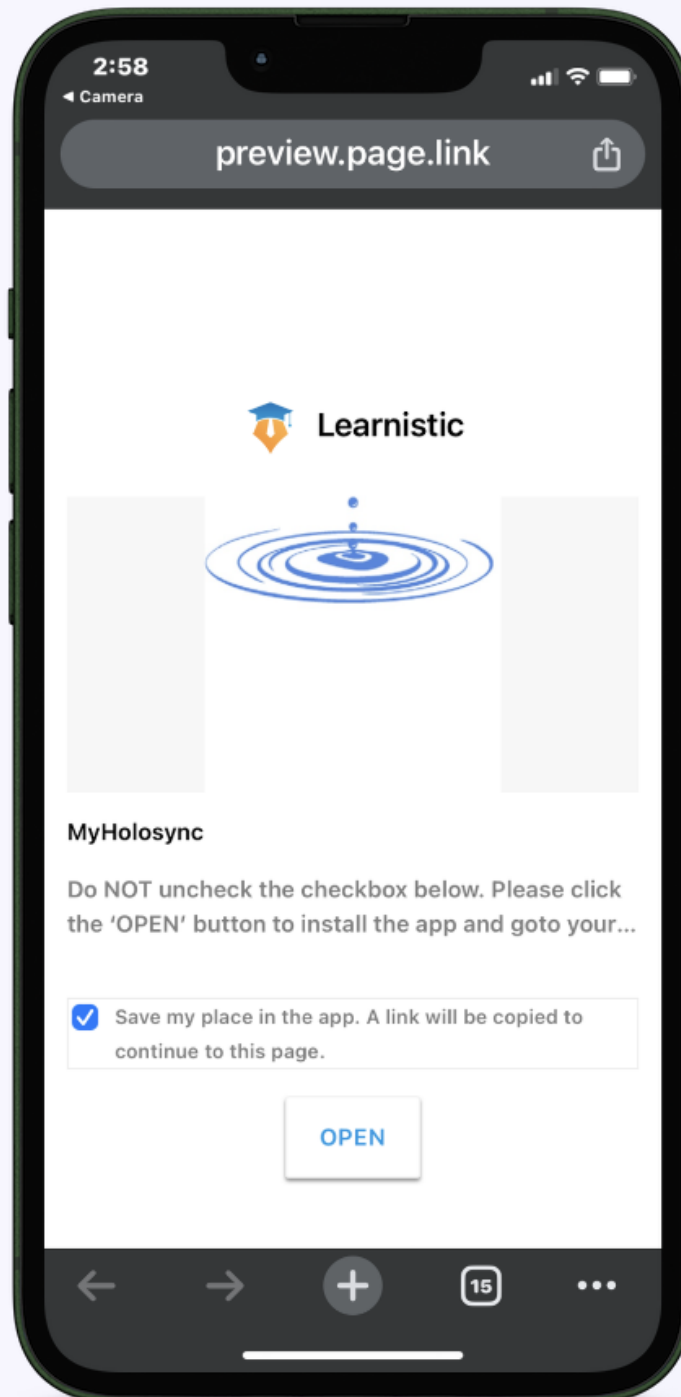 2:58
◀ Camera
preview.page.link
Learnistic
MyHolosync
Do NOT uncheck the checkbox below. Please click
the ‘OPEN’ button to install the app and goto your...
Save my place in the app. A link will be copied to
continue to this page.
OPEN
15